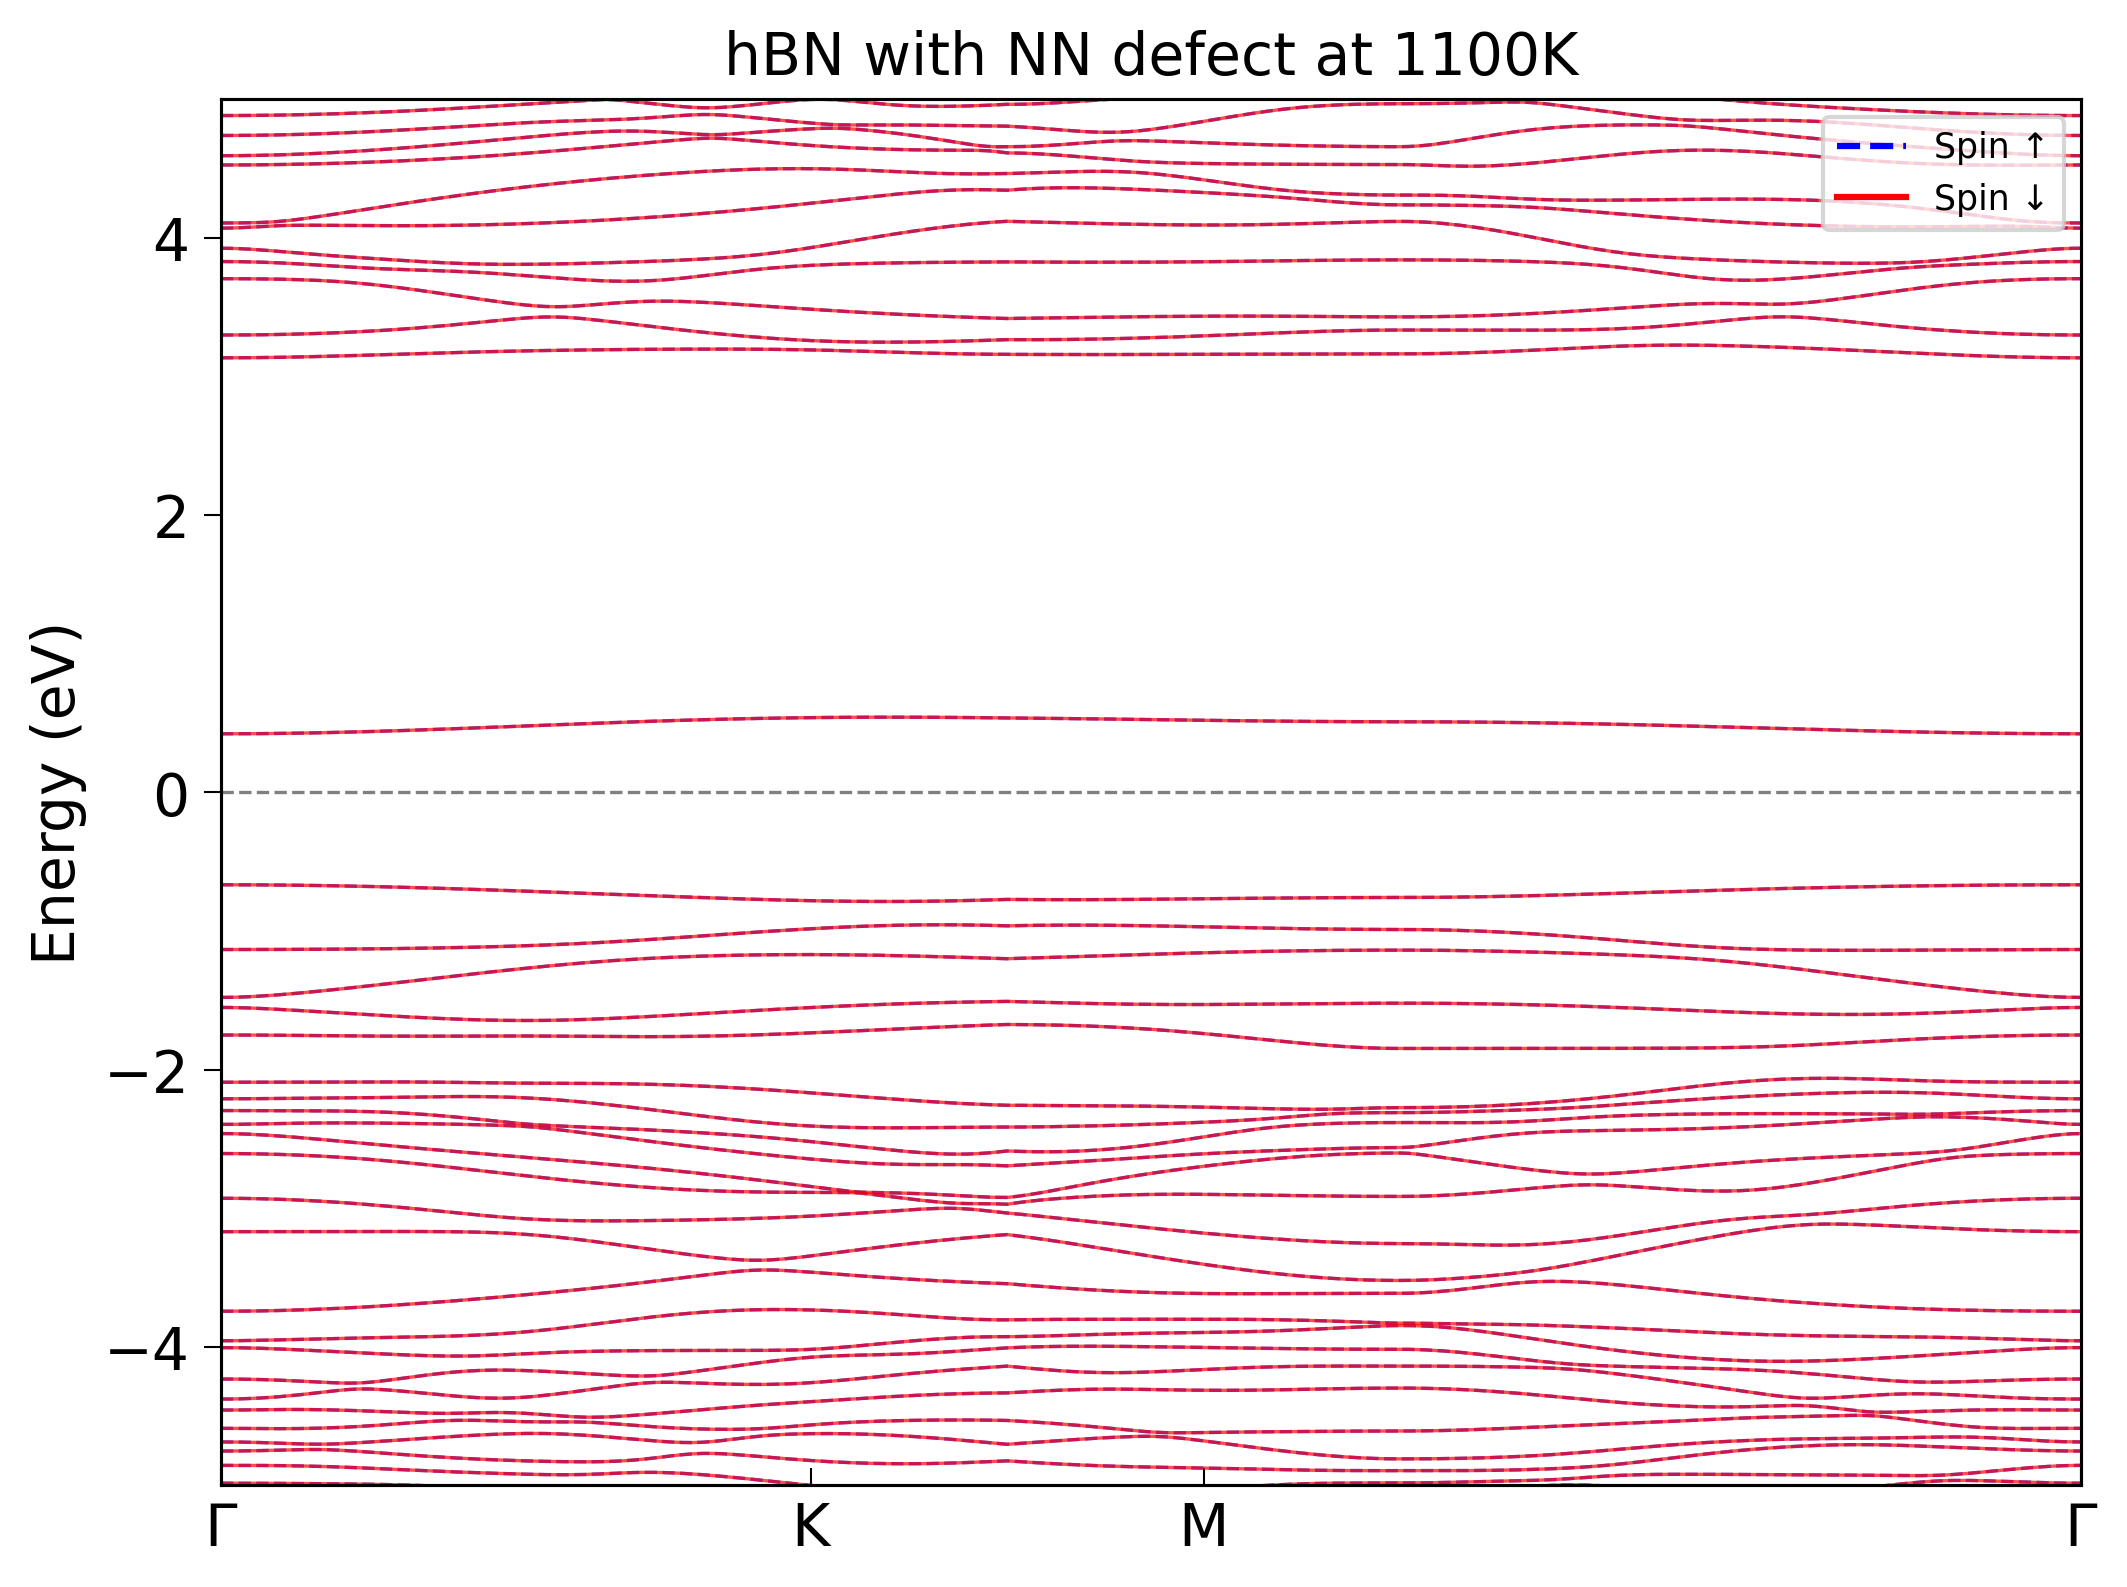 hBN with NN defect at 1100K
Spin ↑
Spin ↓
Energy (eV)
4
2
0
−2
−4
Γ K M Γ